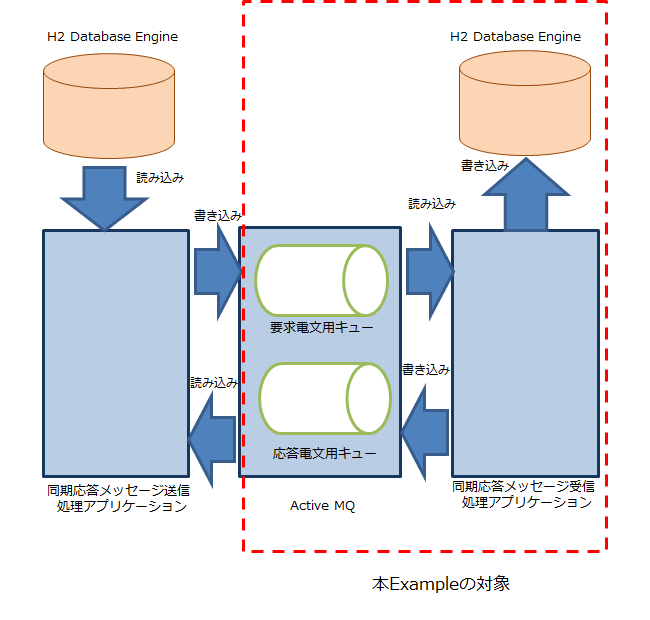 H2 Database Engine
H2 Database Engine
読み込み
書き込み
書き込み
読み込み
要求電文用キュー
読み込み
書き込み
応答電文用キュー
同期応答メッセージ送信
処理アプリケーション
Active MQ
同期応答メッセージ受信
処理アプリケーション
本Exampleの対象